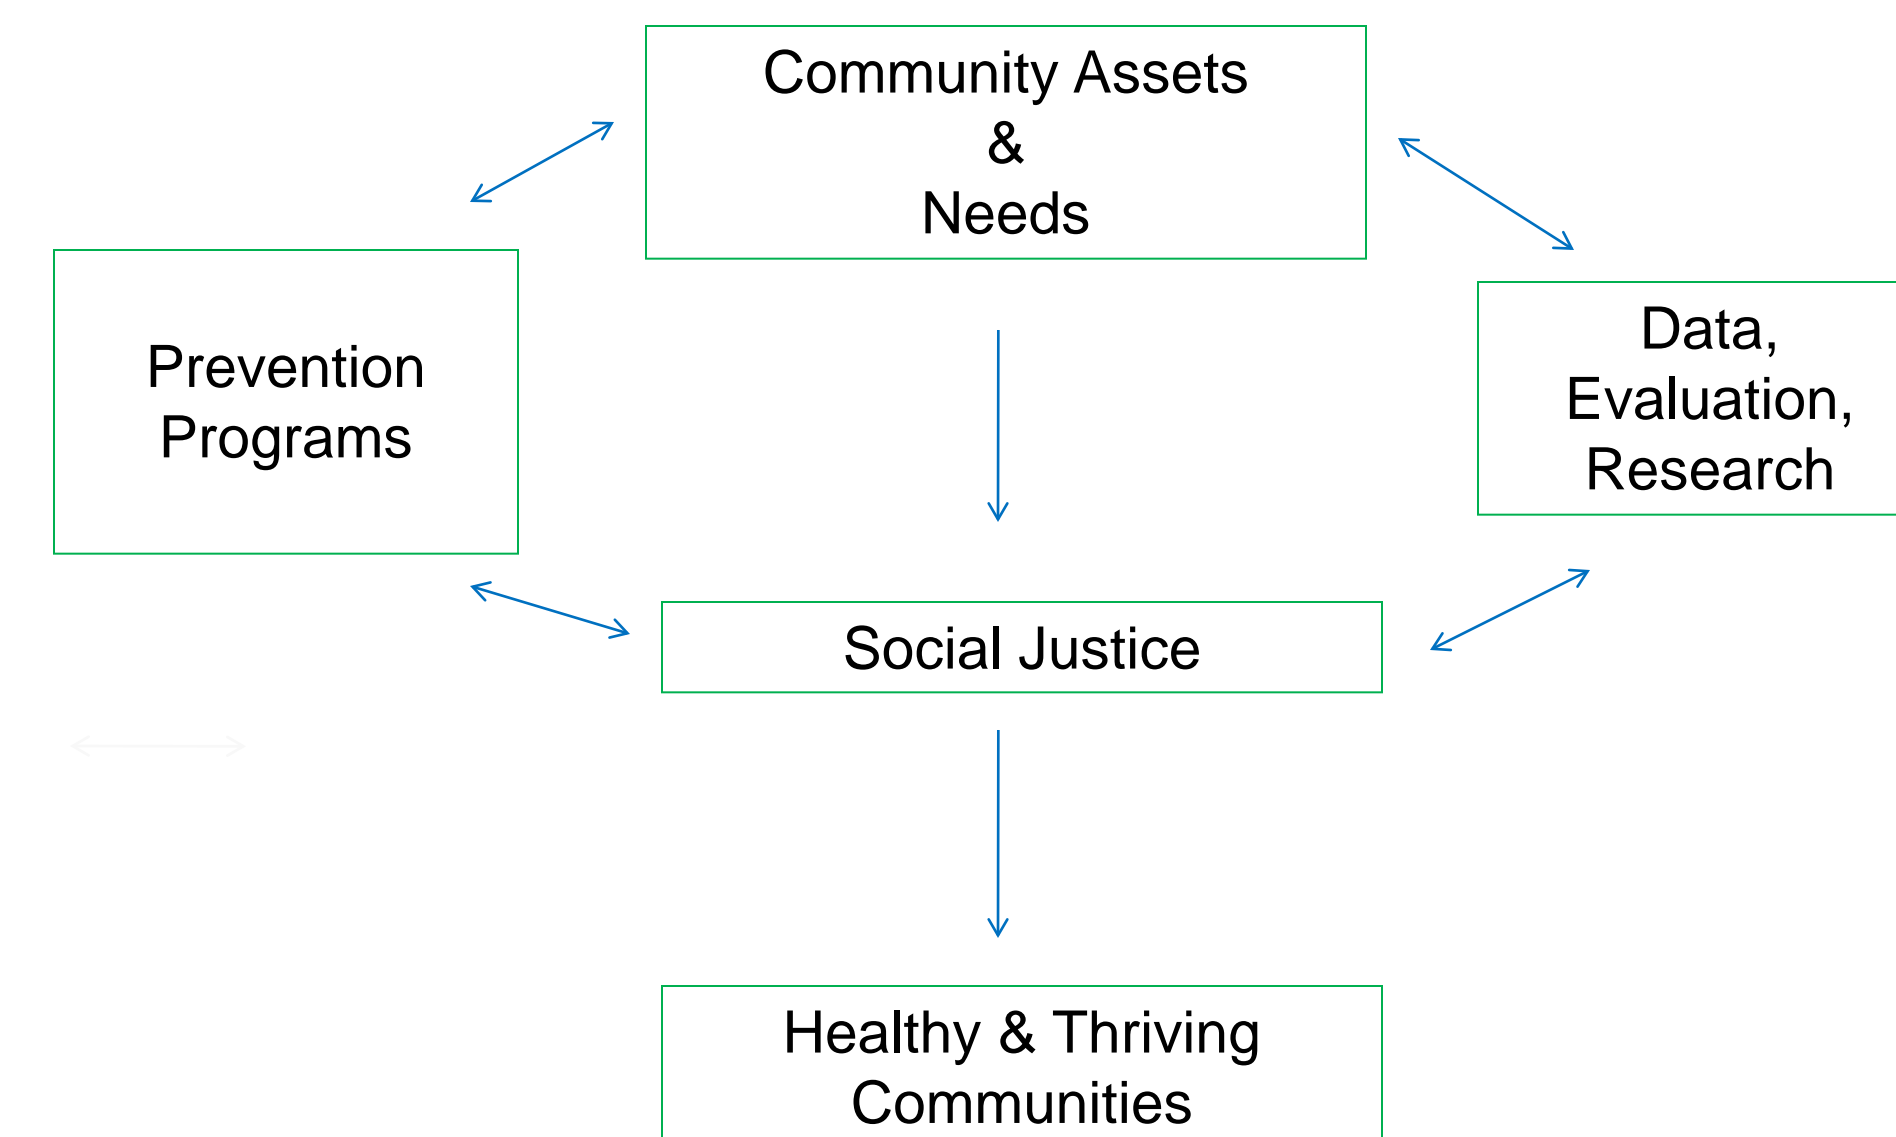 Community Assets
&
Needs
Prevention
Programs
Data,
Evaluation,
Research
Social Justice
Healthy & Thriving
Communities